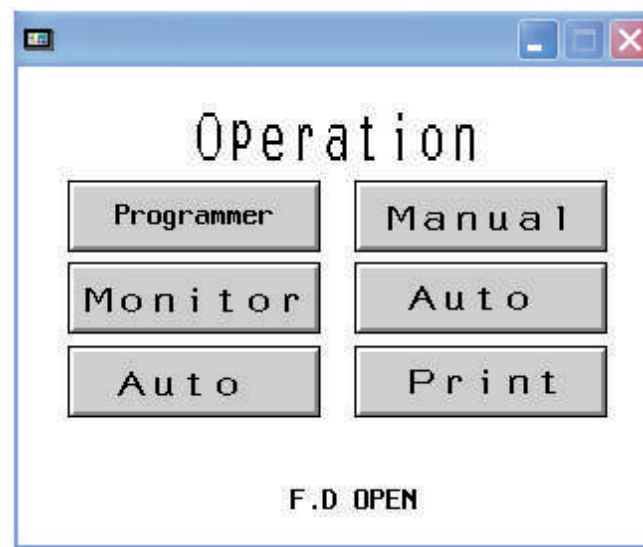 Operation
Programmer Manual
Monitor Auto
Auto Print
F.D OPEN